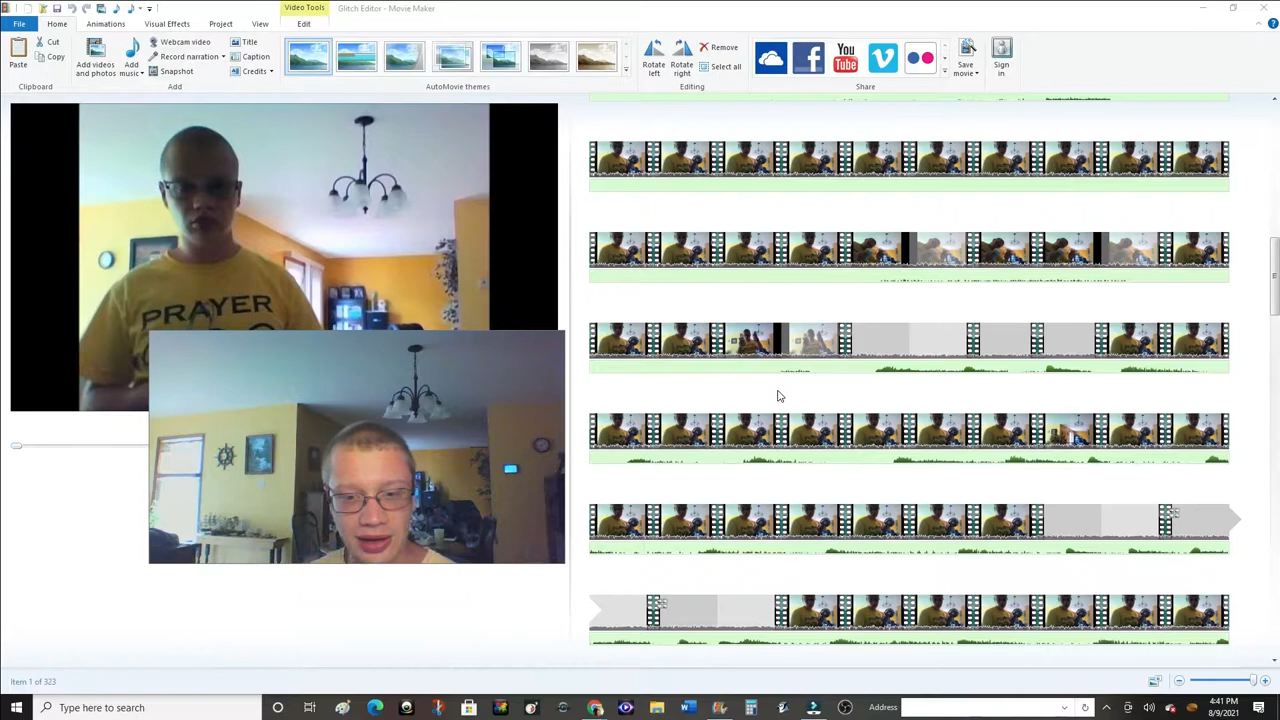 Video Tools
Glitch Editor - Movie Maker
File
Home
Animations
Visual Effects
Project
View
Edit
Paste
Cut
Copy
Clipboard
Add videos
and photos
Add
music
Webcam video
Record narration
Snapshot
Title
Caption
Credits
Add
AutoMovie themes
Rotate
left
Rotate
right
Remove
Select all
Editing
You
Tube
Share
Save
movie
Sign
in
PRAYER
Item 1 of 323
Type here to search
Address
4:41 PM
8/9/2021